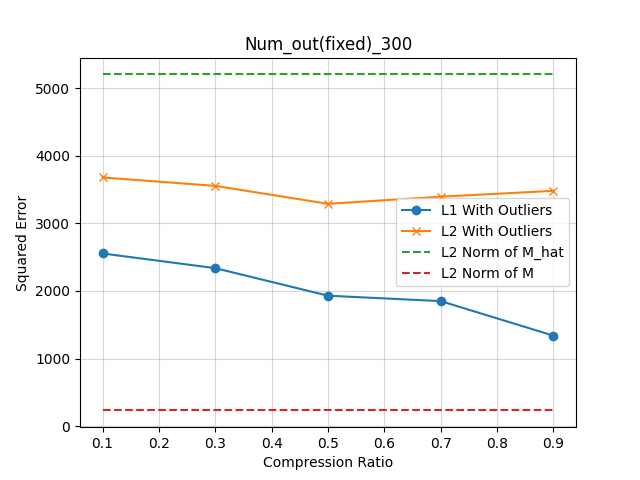 Num_out(fixed)_300
Squared Error
5000
4000
3000
2000
1000
0
L1 With Outliers
L2 With Outliers
L2 Norm of M_hat
L2 Norm of M
0.1 0.2 0.3 0.4 0.5 0.6 0.7 0.8 0.9
Compression Ratio